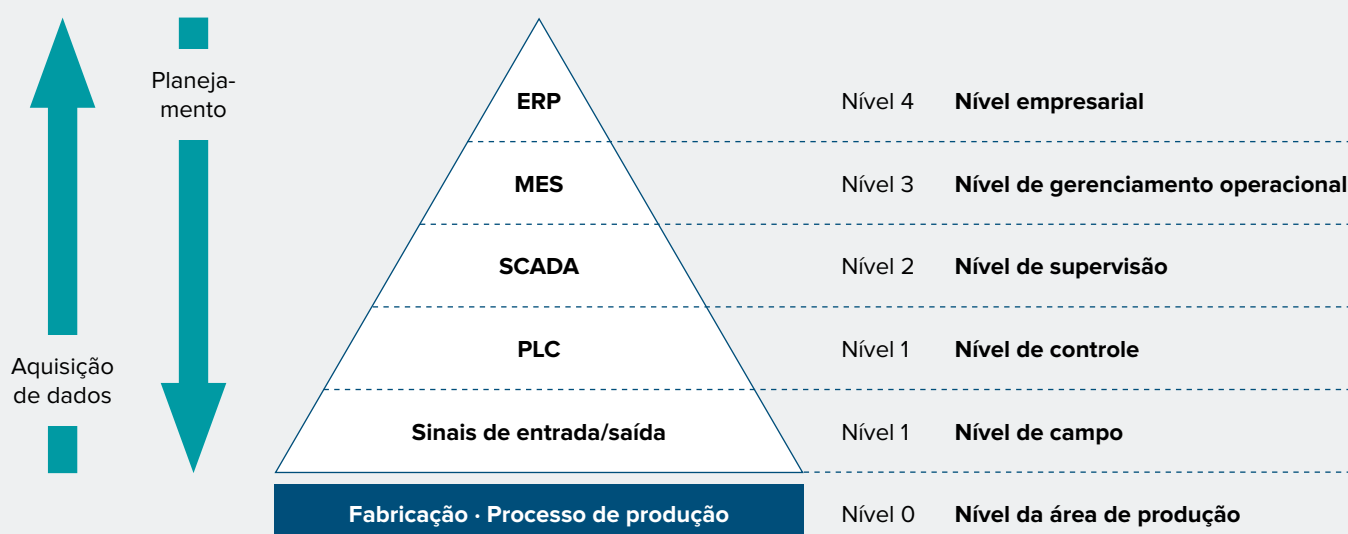 Planeja-
mento
Aquisição
de dados
ERP
Nível 4 Nível empresarial
MES
Nível 3 Nível de gerenciamento operacional
SCADA
Nível 2 Nível de supervisão
PLC
Nível 1 Nível de controle
Sinais de entrada/saída
Nível 1 Nível de campo
Fabricação · Processo de produção
Nível 0 Nível da área de produção